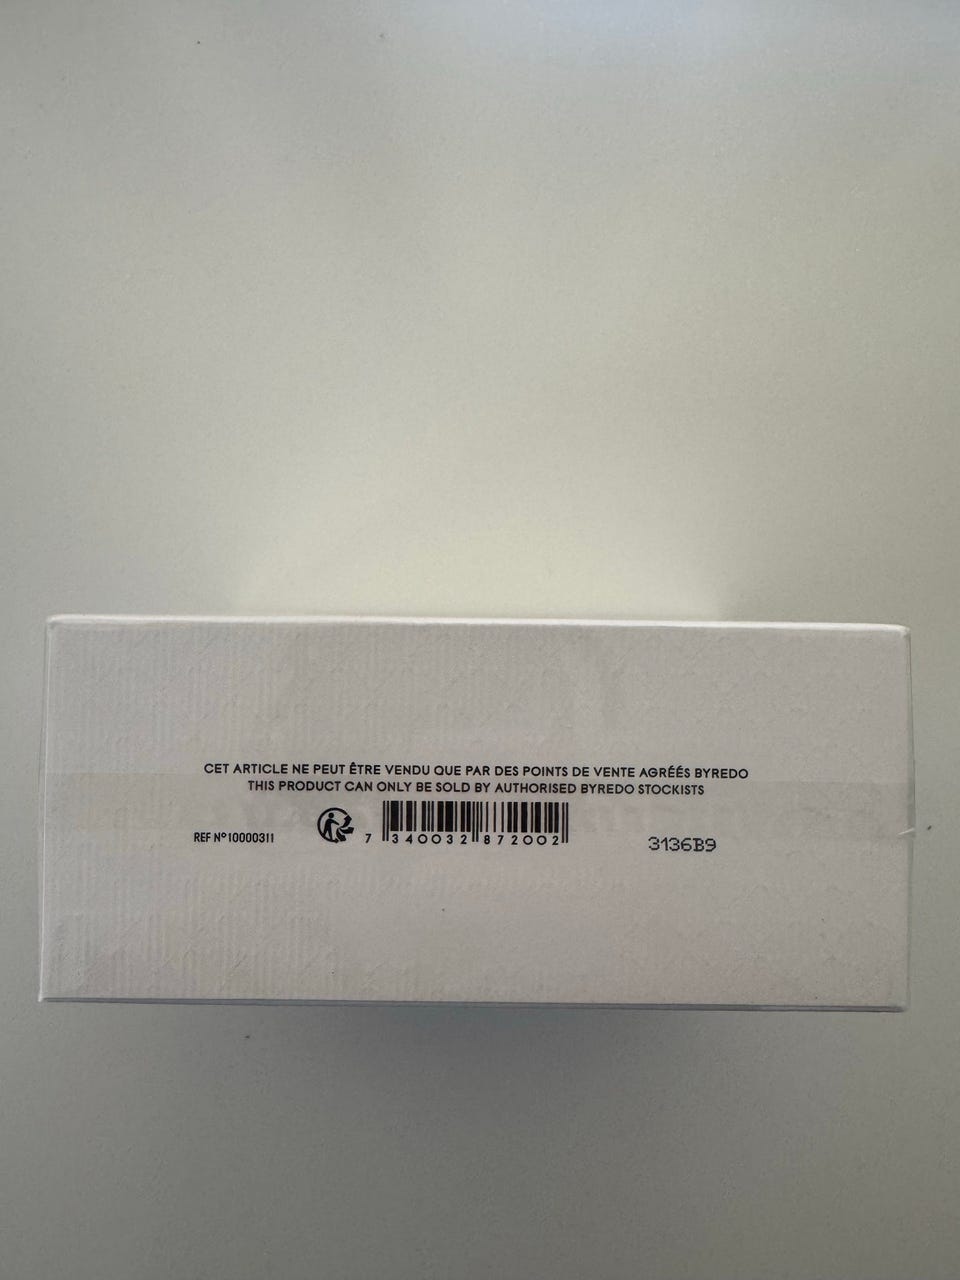 CET ARTICLE NE PEUT ÊTRE VENDU QUE PAR DES POINTS DE VENTE AGRÉÉS BYREDO
THIS PRODUCT CAN ONLY BE SOLD BY AUTHORISED BYREDO STOCKISTS
REF Nº10000311
7 340032 872002
3136B9